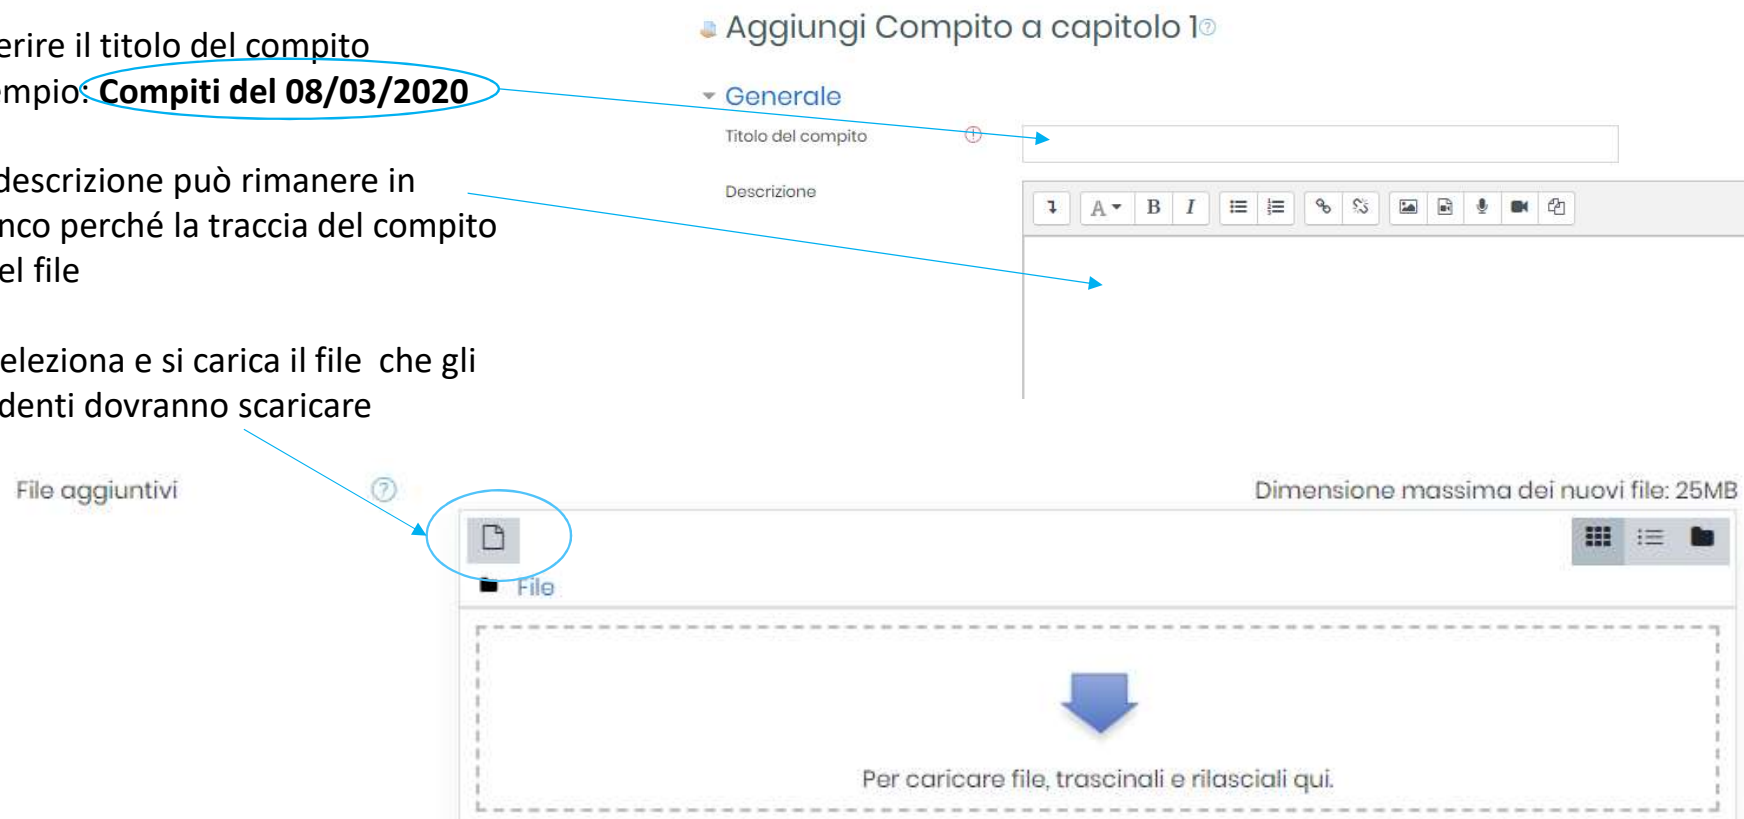 Aggiungi Compito a capitolo 1
erire il titolo del compito
empio: Compiti del 08/03/2020
Generale
Titolo del compito
descrizione può rimanere in
nco perché la traccia del compito
el file
Descrizione
A B I
eleziona e si carica il file che gli
denti dovranno scaricare
File aggiuntivi
Dimensione massima dei nuovi file: 25MB
File
Per caricare file, trascinali e rilasciali qui.